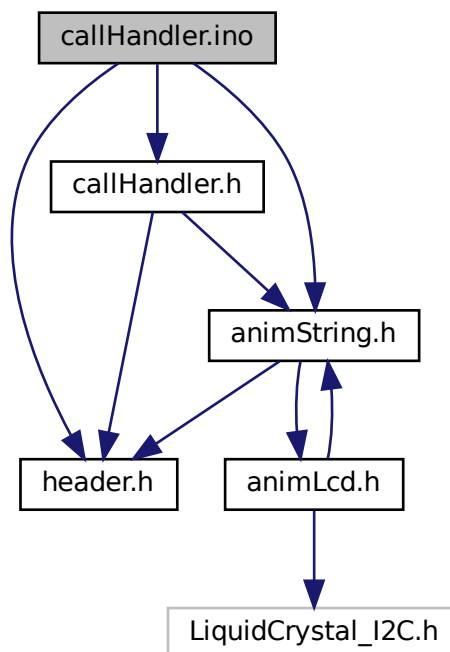 callHandler.ino
callHandler.h
animString.h
header.h
animLcd.h
LiquidCrystal_I2C.h